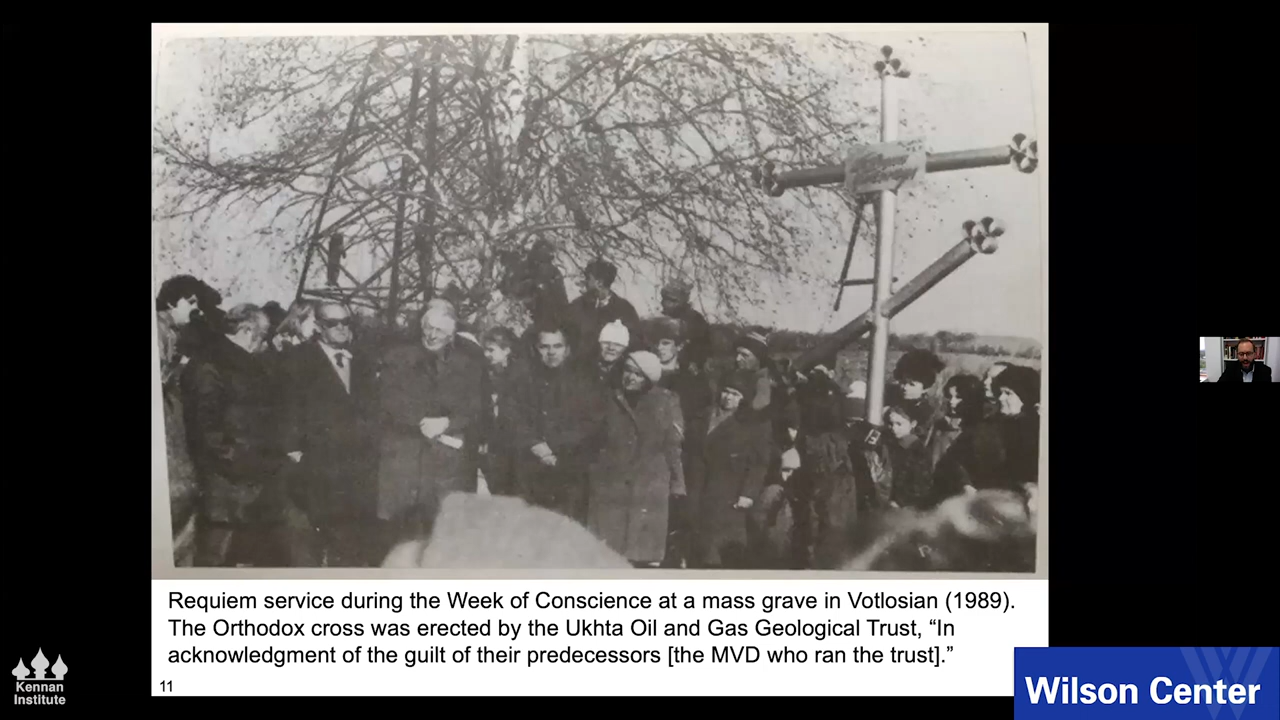 Requiem service during the Week of Conscience at a mass grave in Votlosian (1989).
The Orthodox cross was erected by the Ukhta Oil and Gas Geological Trust, “In
acknowledgment of the guilt of their predecessors [the MVD who ran the trust].”
11
Kennan
Institute
Wilson Center